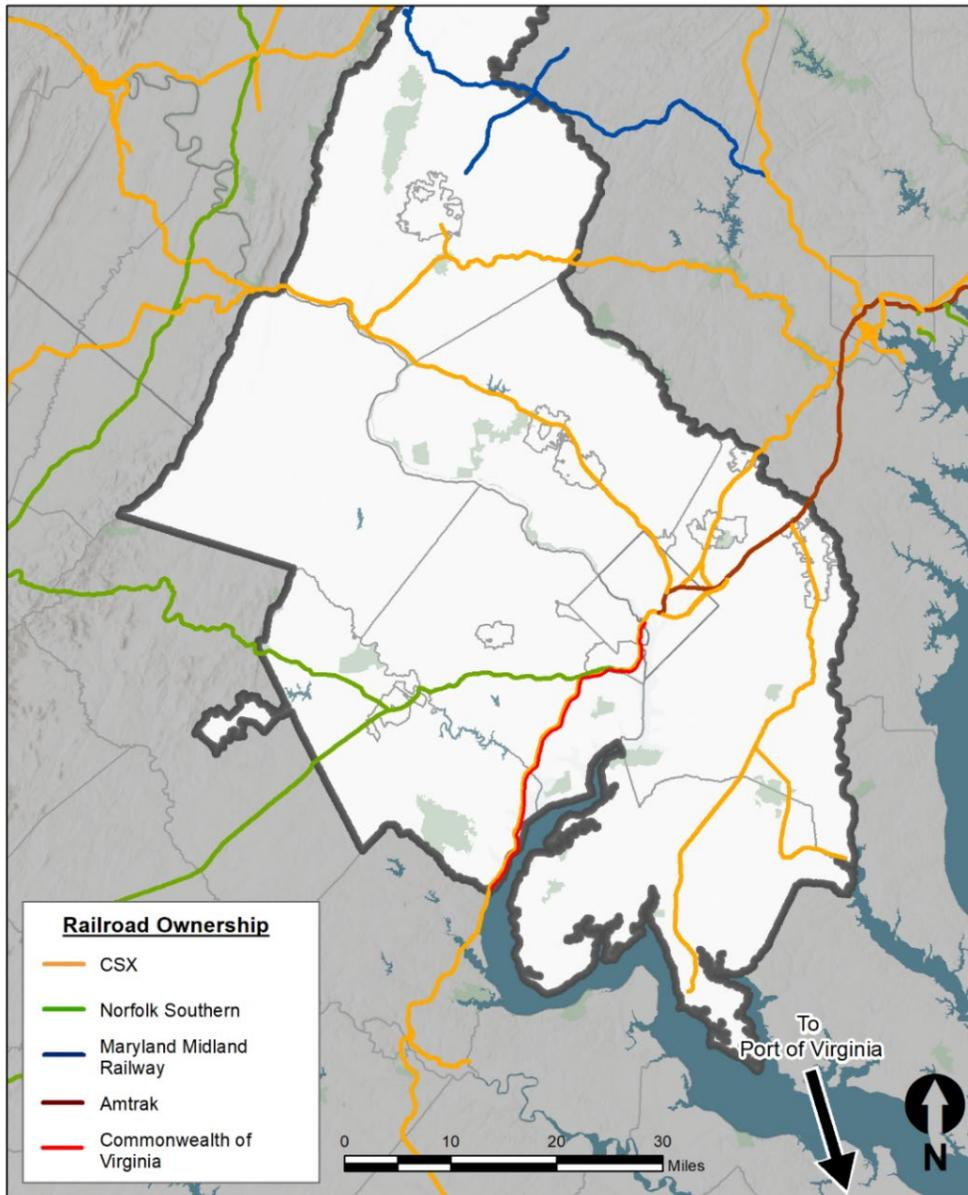 Railroad Ownership
CSX
Norfolk Southern
Maryland Midland
Railway
Amtrak
Commonwealth of
Virginia
0 10 20 30
Miles
To
Port of Virginia
N